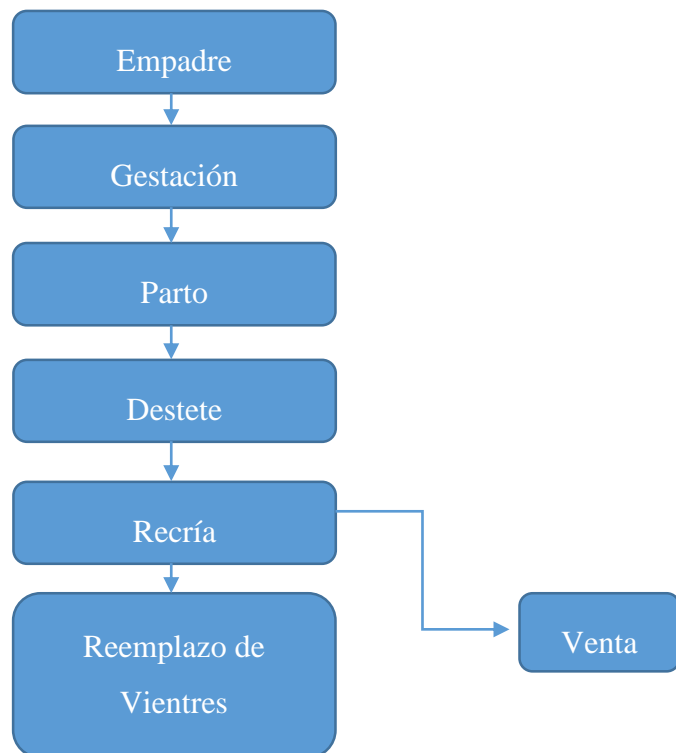 Empadre
Gestación
Parto
Destete
Recría
Reemplazo de
Vientres
Venta